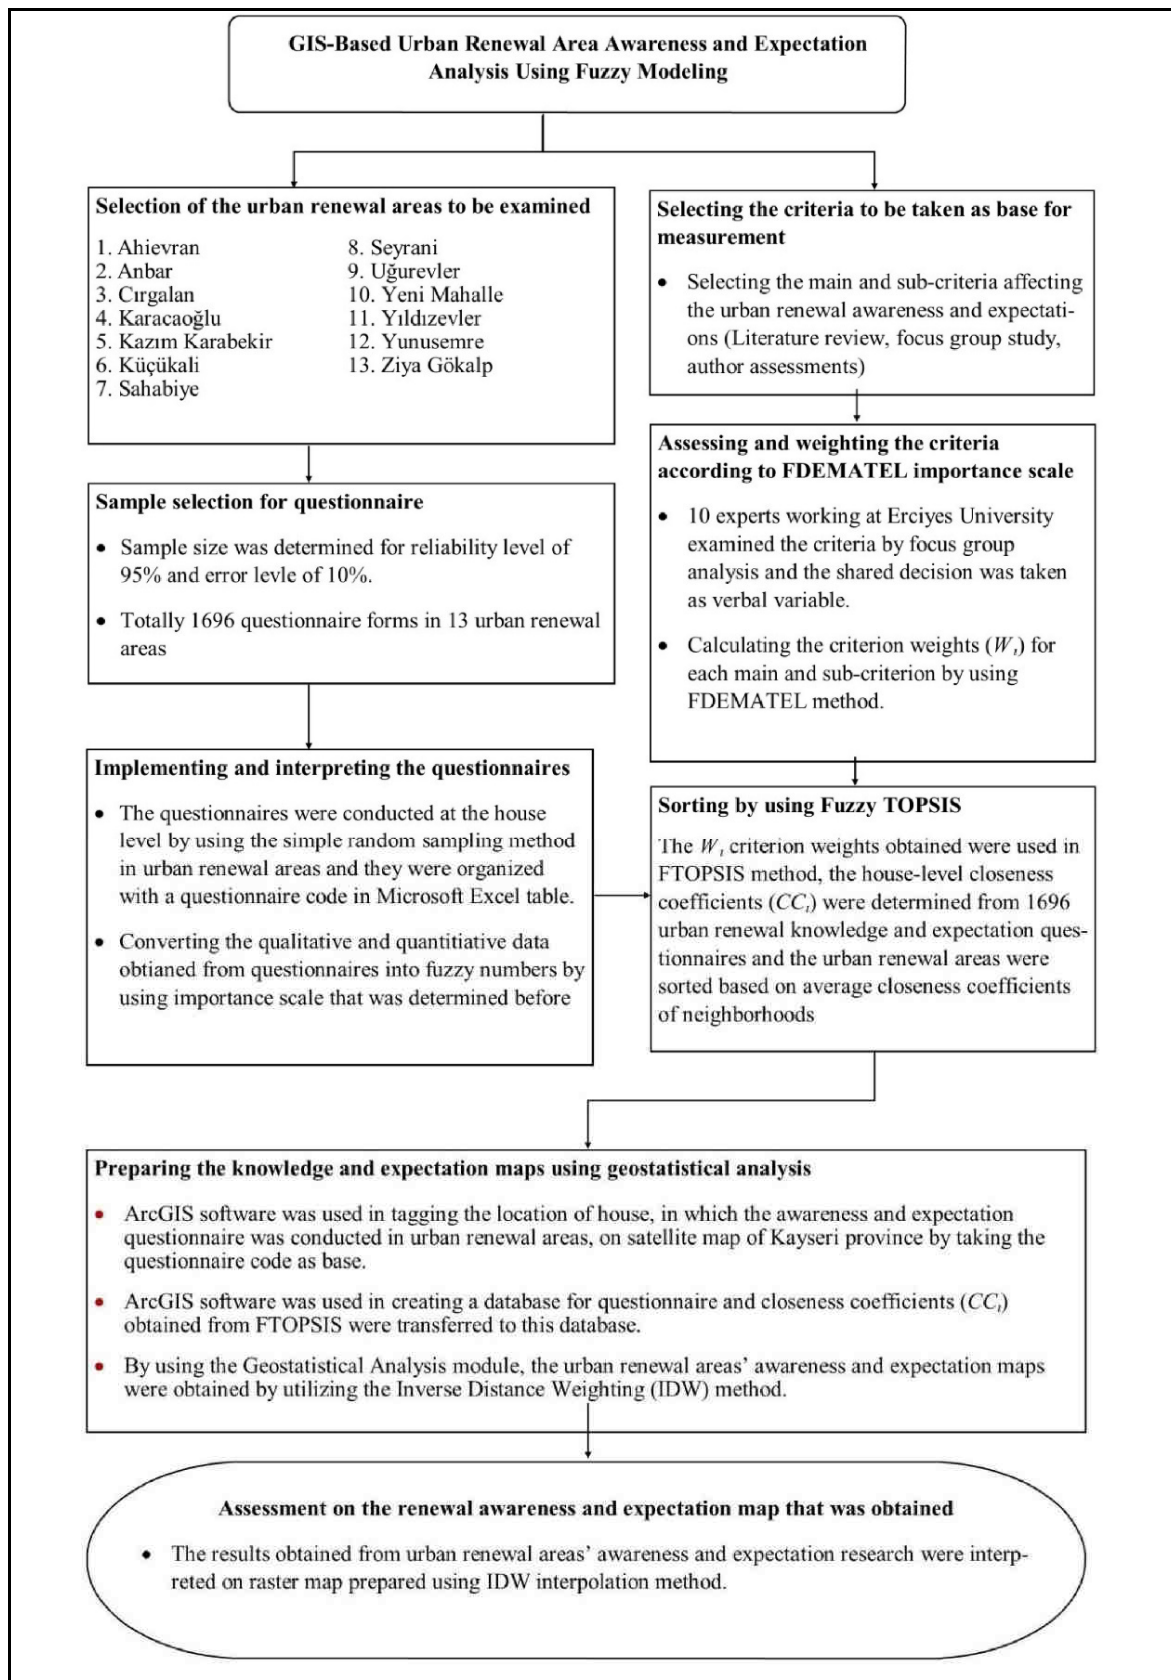 GIS-Based Urban Renewal Area Awareness and Expectation
Analysis Using Fuzzy Modeling
Selection of the urban renewal areas to be examined
1. Ahievran
2. Anbar
3. Cırgalan
4. Karacaoğlu
5. Kazım Karabekir
6. Küçükali
7. Sahabiye
8. Seyrani
9. Uğurevler
10. Yeni Mahalle
11. Yıldızevler
12. Yunusemre
13. Ziya Gökalp
Sample selection for questionnaire
• Sample size was determined for reliability level of
95% and error levle of 10%.
• Totally 1696 questionnaire forms in 13 urban renewal
areas
Implementing and interpreting the questionnaires
• The questionnaires were conducted at the house
level by using the simple random sampling method
in urban renewal areas and they were organized
with a questionnaire code in Microsoft Excel table.
• Converting the qualitative and quantitiative data
obtianed from questionnaires into fuzzy numbers by
using importance scale that was determined before
Selecting the criteria to be taken as base for
measurement
• Selecting the main and sub-criteria affecting
the urban renewal awareness and expectati-
ons (Literature review, focus group study,
author assessments)
Assessing and weighting the criteria
according to FDEMATEL importance scale
• 10 experts working at Erciyes University
examined the criteria by focus group
analysis and the shared decision was taken
as verbal variable.
• Calculating the criterion weights (Wı) for
each main and sub-criterion by using
FDEMATEL method.
Sorting by using Fuzzy TOPSIS
The Wı criterion weights obtained were used in
FTOPSIS method, the house-level closeness
coefficients (CCı) were determined from 1696
urban renewal knowledge and expectation ques-
tionnaires and the urban renewal areas were
sorted based on average closeness coefficients
of neighborhoods
Preparing the knowledge and expectation maps using geostatistical analysis
• ArcGIS software was used in tagging the location of house, in which the awareness and expectation
questionnaire was conducted in urban renewal areas, on satellite map of Kayseri province by taking the
questionnaire code as base.
• ArcGIS software was used in creating a database for questionnaire and closeness coefficients (CCı)
obtained from FTOPSIS were transferred to this database.
• By using the Geostatistical Analysis module, the urban renewal areas’ awareness and expectation maps
were obtained by utilizing the Inverse Distance Weighting (IDW) method.
Assessment on the renewal awareness and expectation map that was obtained
• The results obtained from urban renewal areas’ awareness and expectation research were interp-
reted on raster map prepared using IDW interpolation method.